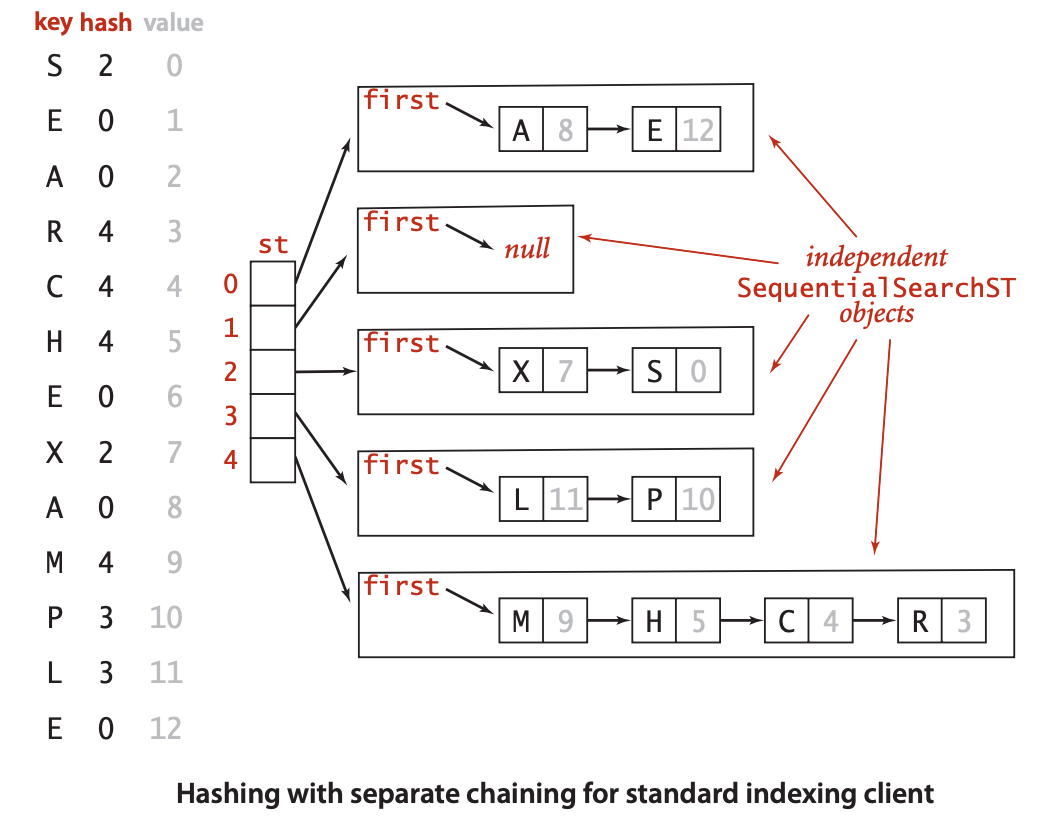 key hash value
S 2 0
E 0 1
A 0 2
R 4 3
C 4 4
H 4 5
E 0 6
X 2 7
A 0 8
M 4 9
P 3 10
L 3 11
E 0 12
st
0
1
2
3
4
first
A 8 E 12
first
null
first
X 7 S 0
first
L 11 P 10
first
M 9 H 5 C 4 R 3
independent
SequentialSearchST
objects
Hashing with separate chaining for standard indexing client